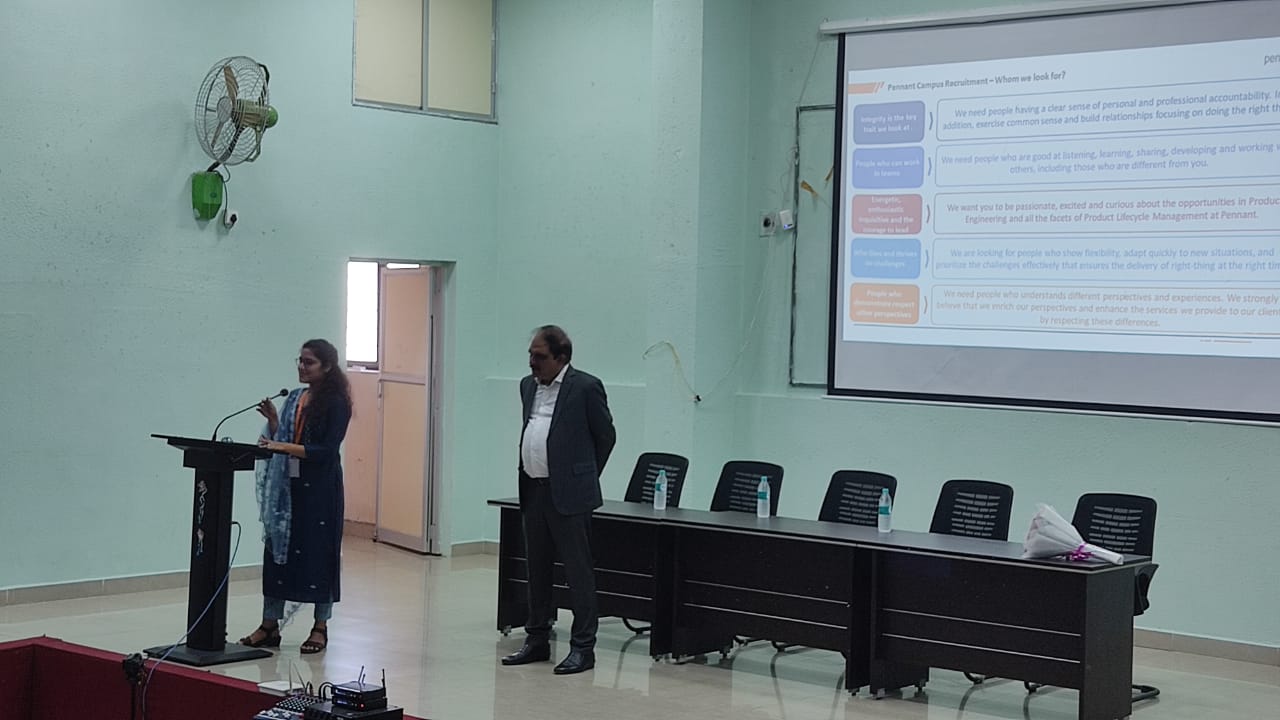 pen
Pennant Campus Recruitment – Whom we look for?
Integrity is the key
trait we look at :
We need people having a clear sense of personal and professional accountability. In
addition, exercise common sense and build relationships focusing on doing the right th
People who can work
in teams
We need people who are good at listening, learning, sharing, developing and working w
others, including those who are different from you.
Energetic,
enthusiastic
inquisitive and the
courage to lead
We want you to be passionate, excited and curious about the opportunities in Produc
Engineering and all the facets of Product Lifecycle Management at Pennant.
Who lives and thrives
on challenges
We are looking for people who show flexibility, adapt quickly to new situations, and
prioritize the challenges effectively that ensures the delivery of right-thing at the right tim
People who
demonstrate respect
other perspectives
We need people who understands different perspectives and experiences. We strongly
believe that we enrich our perspectives and enhance the services we provide to our clien
by respecting these differences.